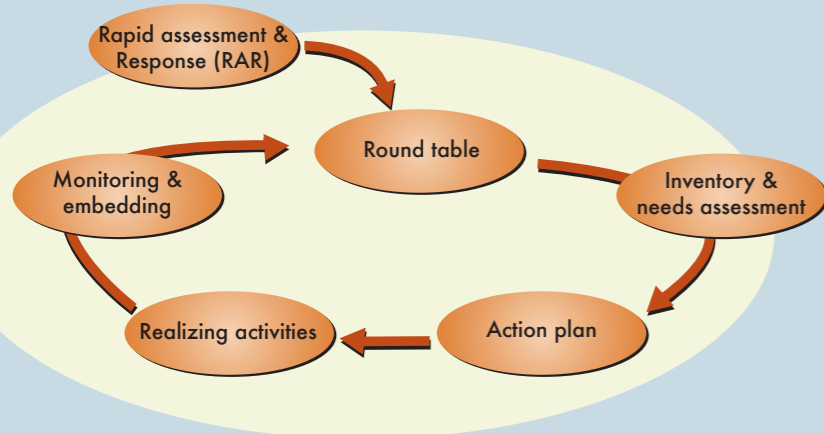 Rapid assessment &
Response (RAR)
Round table
Monitoring &
embedding
Inventory &
needs assessment
Realizing activities
Action plan